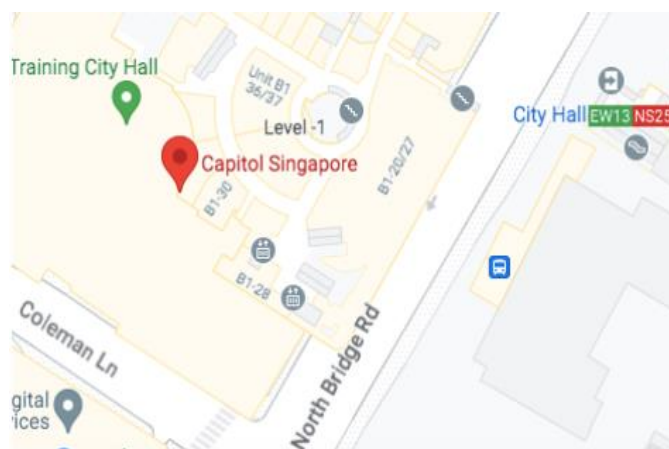 Training City Hall
Unit B1
36/37
Level -1
City Hall EW13 NS25
Capitol Singapore
B1-30
B1-20/27
B1-28
Coleman Ln
North Bridge Rd
gital
ices